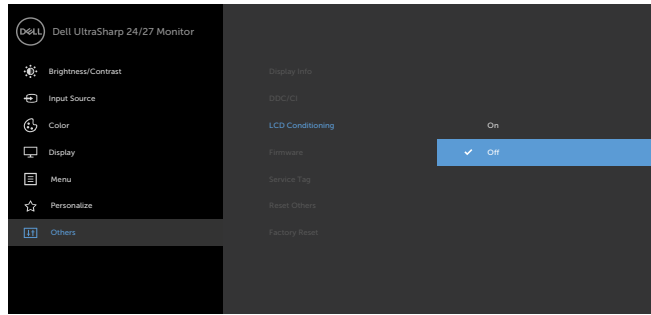 DELL Dell UltraSharp 24/27 Monitor
Brightness/Contrast
Display Info
Input Source
DDC/CI
Color
LCD Conditioning
On
Display
Firmware
Off
Menu
Service Tag
Personalize
Reset Others
Others
Factory Reset